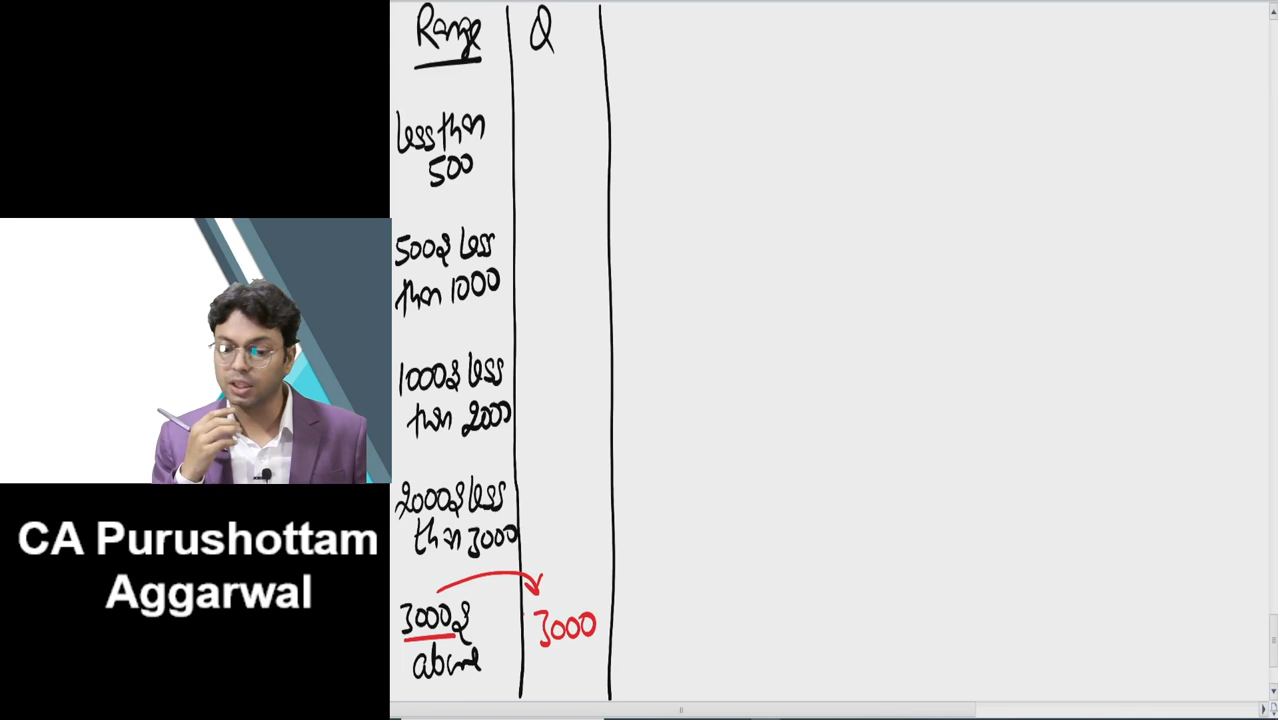 Range Q
less than
500
500 & less
than 1000
1000 & less
than 2000
2000 & less
than 3000
3000 & 3000
above
CA Purushottam
Aggarwal